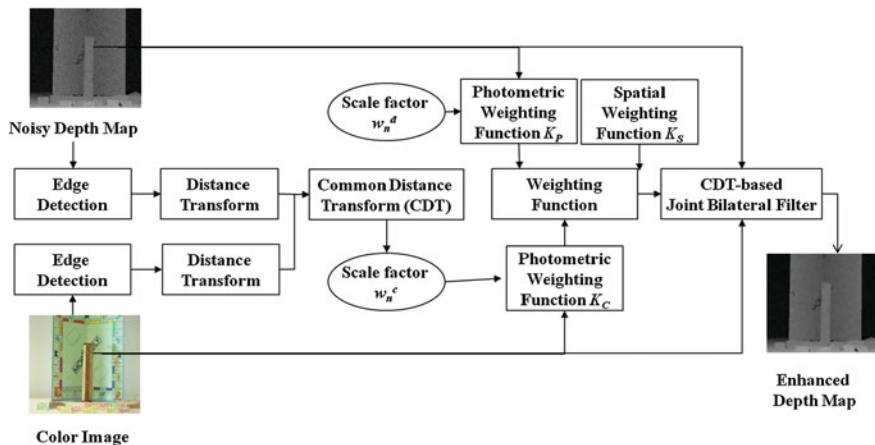 Noisy Depth Map
Scale factor
w_n^d
Photometric
Weighting
Function K_P
Spatial
Weighting
Function K_S
Edge
Detection
Distance
Transform
Common Distance
Transform (CDT)
Weighting
Function
CDT-based
Joint Bilateral Filter
Edge
Detection
Distance
Transform
Scale factor
w_n^c
Photometric
Weighting
Function K_C
Color Image
Enhanced
Depth Map